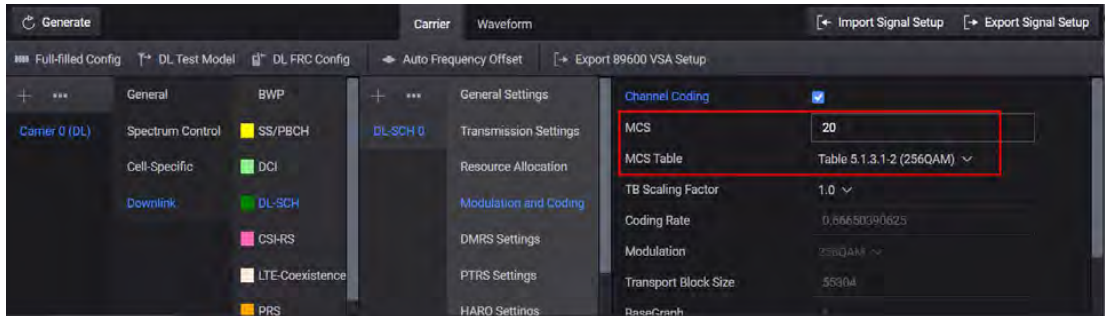 Generate Carrier Waveform Import Signal Setup Export Signal Setup
Full-filled Config DL Test Model DL FRC Config Auto Frequency Offset Export 89600 VSA Setup
General BWP General Settings Channel Coding
Carrier 0 (DL) Spectrum Control SS/PBCH DL-SCH 0 Transmission Settings MCS 20
Cell-Specific DCI Resource Allocation MCS Table Table 5.1.3.1-2 (256QAM)
Downlink DL-SCH Modulation and Coding TB Scaling Factor 1.0
CSI-RS DMRS Settings Coding Rate 0.66650390625
LTE-Coexistence PTRS Settings Modulation 256QAM
PRS HARQ Settings Transport Block Size 55304
BaseGraph